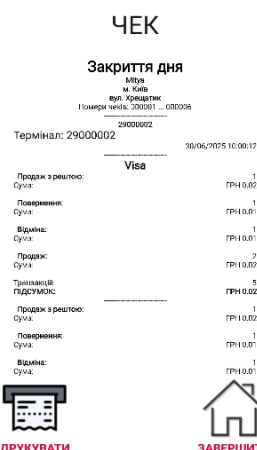 ЧЕК
Закриття дня
Mitya
м. Київ
вул. Хрещатик
Номери чеків: 000001 ... 000006
29000002
Термінал: 29000002
30/06/2025 10:00:12
Visa
Продаж з рештою: 1
Сума: ГРН 0.02
Повернення: 1
Сума: ГРН 0.01
Відміна: 1
Сума: ГРН 0.01
Продаж: 2
Сума: ГРН 0.02
Транзакцій 5
ПІДСУМОК: ГРН 0.02
Продаж з рештою: 1
Сума: ГРН 0.02
Повернення: 1
Сума: ГРН 0.01
Відміна: 1
Сума: ГРН 0.01
ДРУКУВАТИ ЗАВЕРШИТ